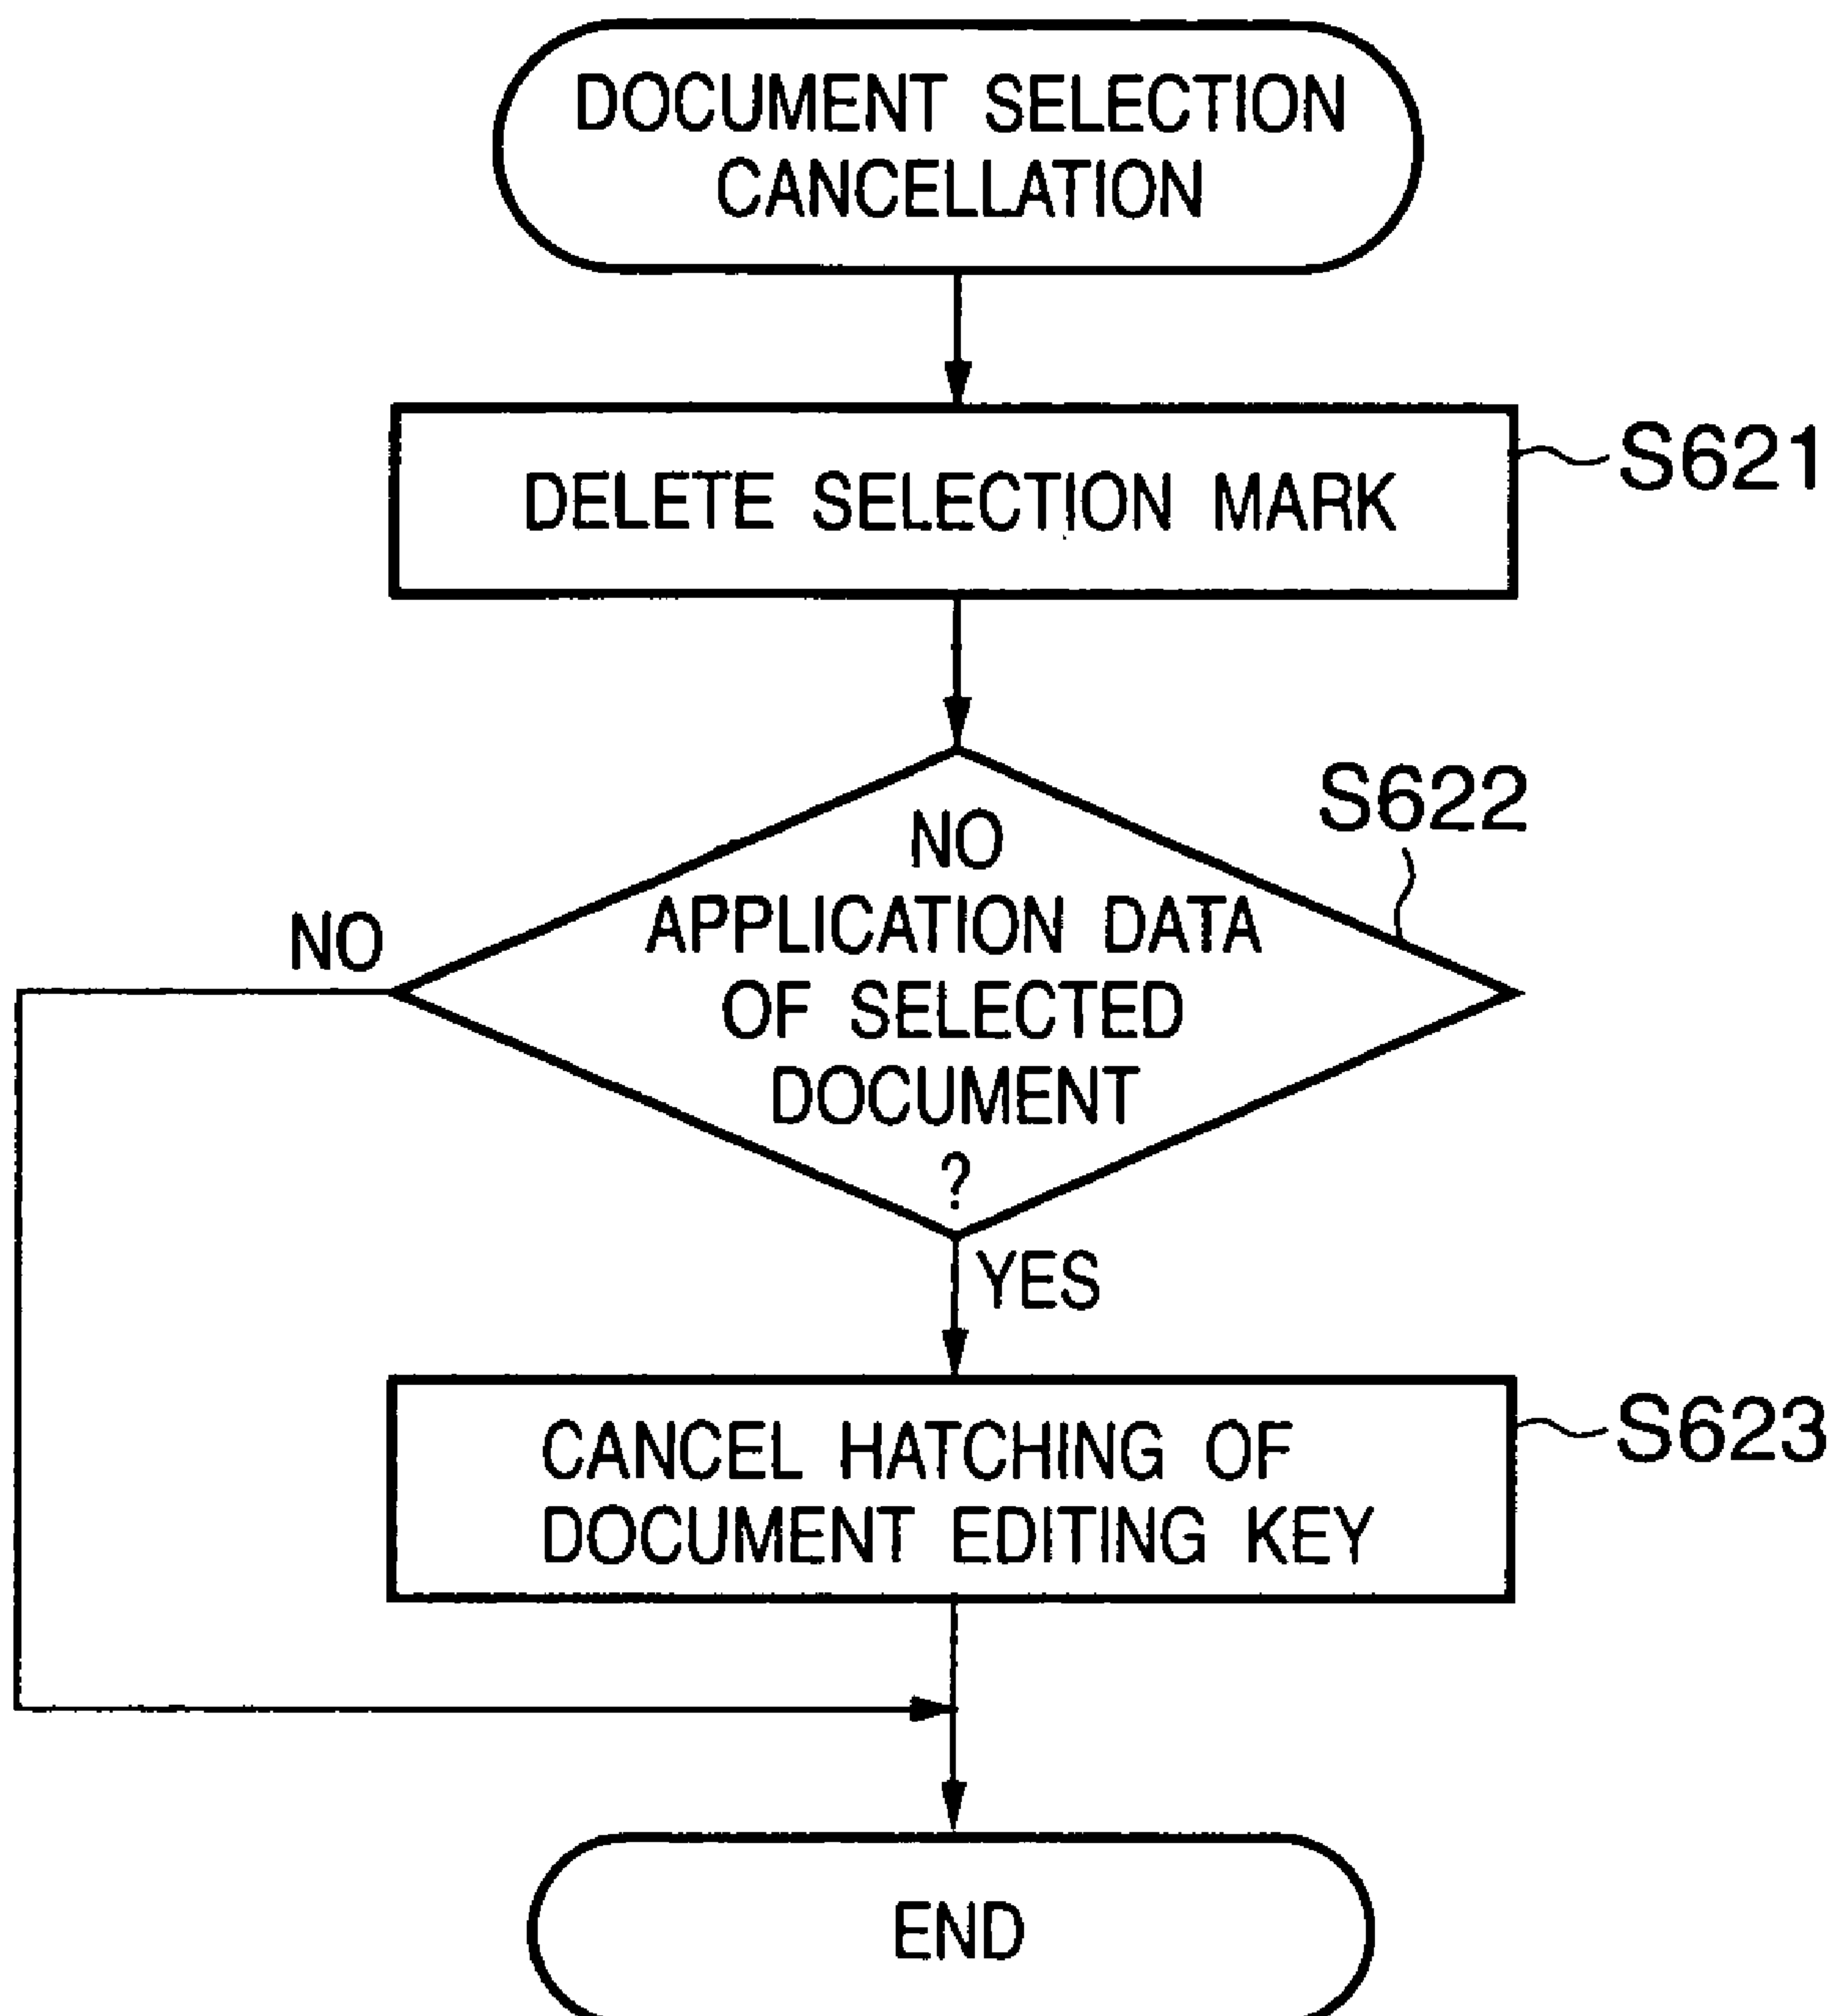 DOCUMENT SELECTION
CANCELLATION
DELETE SELECTION MARK
S621
S622
NO
APPLICATION DATA
OF SELECTED
DOCUMENT
?
NO
YES
CANCEL HATCHING OF
DOCUMENT EDITING KEY
S623
END